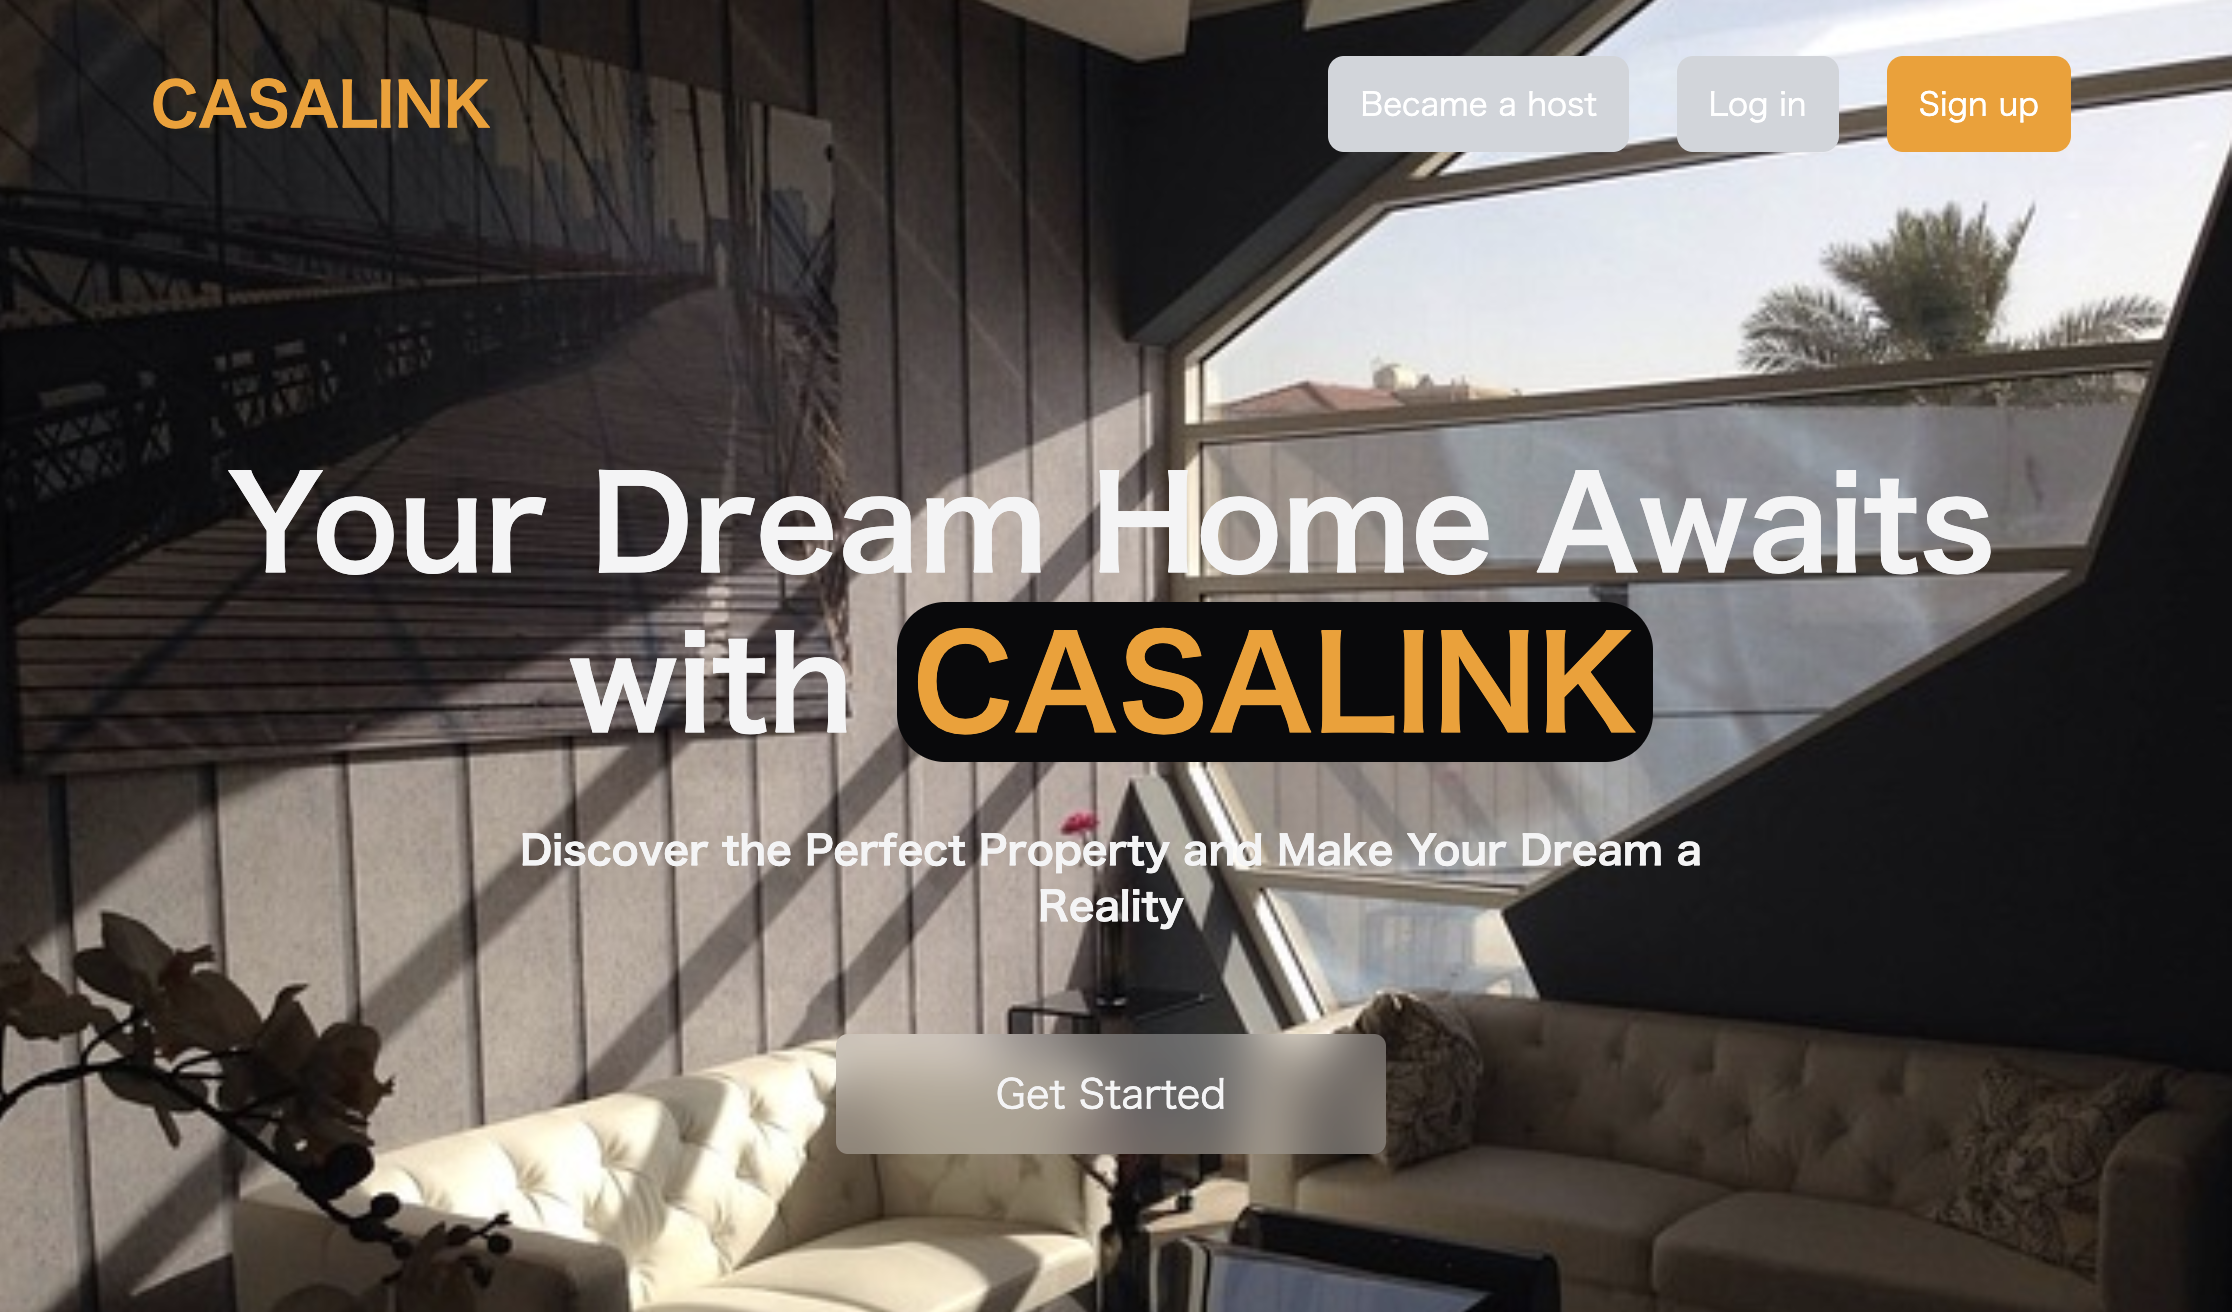 CASALINK
Became a host
Log in
Sign up
Your Dream Home Awaits
with CASALINK
Discover the Perfect Property and Make Your Dream a
Reality
Get Started